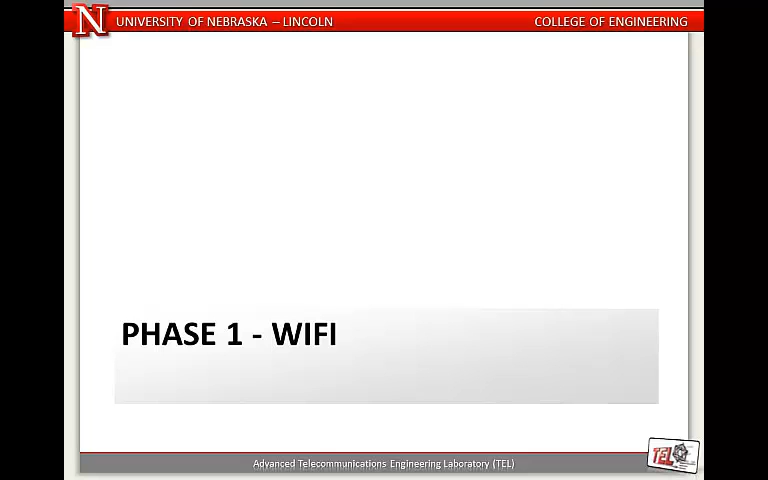 N UNIVERSITY OF NEBRASKA – LINCOLN COLLEGE OF ENGINEERING
PHASE 1 - WIFI
Advanced Telecommunications Engineering Laboratory (TEL)
TEL